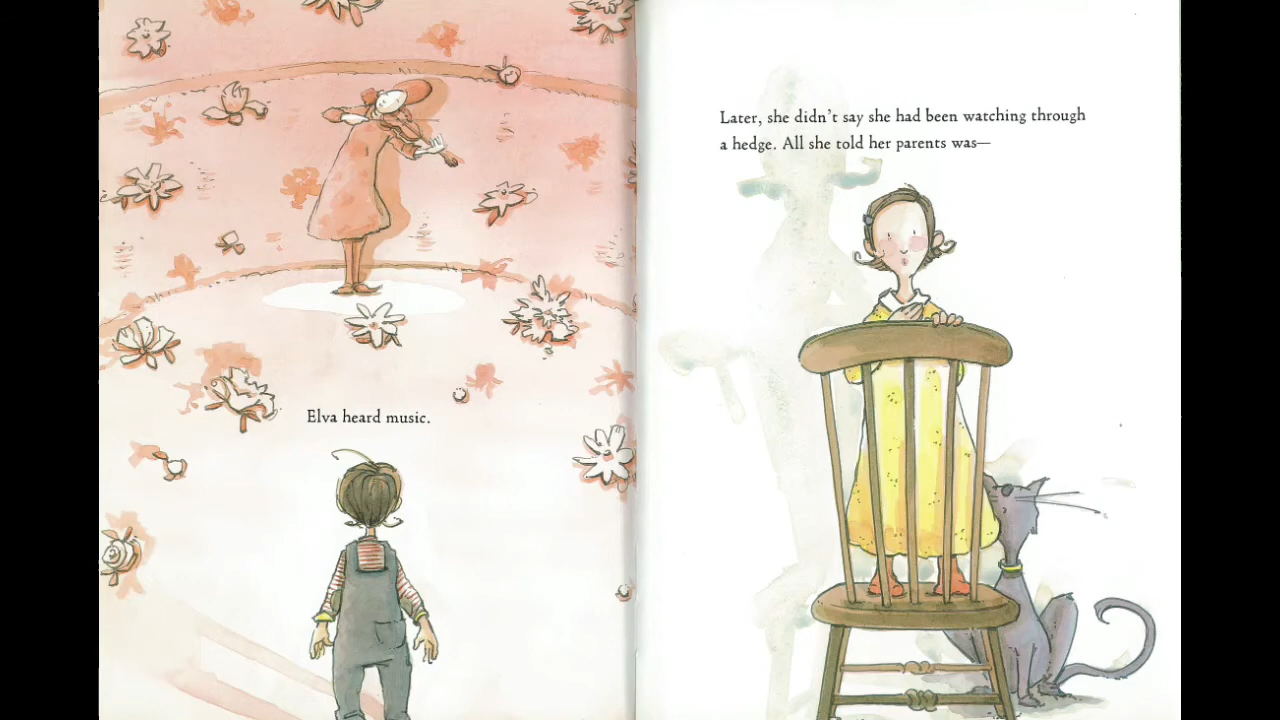 Elva heard music.
Later, she didn't say she had been watching through
a hedge. All she told her parents was—